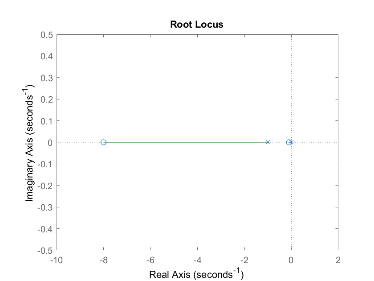 Root Locus
0.5
0.4
0.3
0.2
0.1
0
-0.1
-0.2
-0.3
-0.4
-0.5
Imaginary Axis (seconds⁻¹)
-10 -8 -6 -4 -2 0 2
Real Axis (seconds⁻¹)